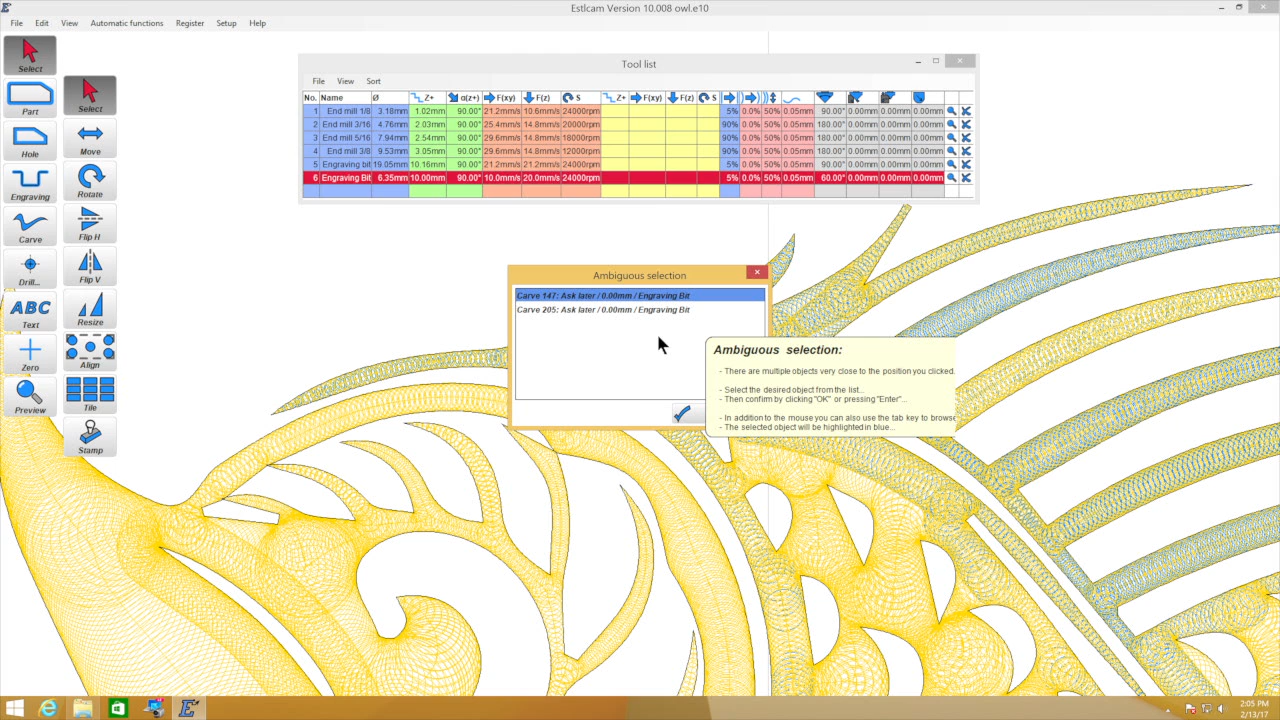 Estlcam Version 10.008 owl.e10
File Edit View Automatic functions Register Setup Help
Tool list
File View Sort
No. Name Ø Z+ α(z+) F(xy) F(z) S Z+ F(xy) F(z) S
1 End mill 1/8 3.18mm 1.02mm 90.00° 21.2mm/s 10.6mm/s 24000rpm 5% 0.0% 50% 0.05mm 90.00° 0.00mm 0.00mm 0.00mm
2 End mill 3/16 4.76mm 2.03mm 90.00° 25.4mm/s 14.8mm/s 20000rpm 90% 0.0% 50% 0.05mm 180.00° 0.00mm 0.00mm 0.00mm
3 End mill 5/16 7.94mm 2.54mm 90.00° 29.6mm/s 14.8mm/s 18000rpm 90% 0.0% 50% 0.05mm 180.00° 0.00mm 0.00mm 0.00mm
4 End mill 3/8 9.53mm 3.05mm 90.00° 29.6mm/s 14.8mm/s 12000rpm 90% 0.0% 50% 0.05mm 180.00° 0.00mm 0.00mm 0.00mm
5 Engraving bit 19.05mm 10.16mm 90.00° 21.2mm/s 21.2mm/s 24000rpm 5% 0.0% 50% 0.05mm 90.00° 0.00mm 0.00mm 0.00mm
6 Engraving Bit 6.35mm 10.00mm 90.00° 10.0mm/s 20.0mm/s 24000rpm 5% 0.0% 50% 0.05mm 60.00° 0.00mm 0.00mm 0.00mm
Select
Part
Hole
Engraving
Carve
Drill...
ABC
Text
Zero
Preview
Select
Move
Rotate
Flip H
Flip V
Resize
Align
Tile
Stamp
Ambiguous selection
Carve 147: Ask later / 0.00mm / Engraving Bit
Carve 205: Ask later / 0.00mm / Engraving Bit
Ambiguous selection:
- There are multiple objects very close to the position you clicked.
- Select the desired object from the list...
- Then confirm by clicking "OK" or pressing "Enter"...
- In addition to the mouse you can also use the tab key to browse
- The selected object will be highlighted in blue...
2:05 PM
2/13/17